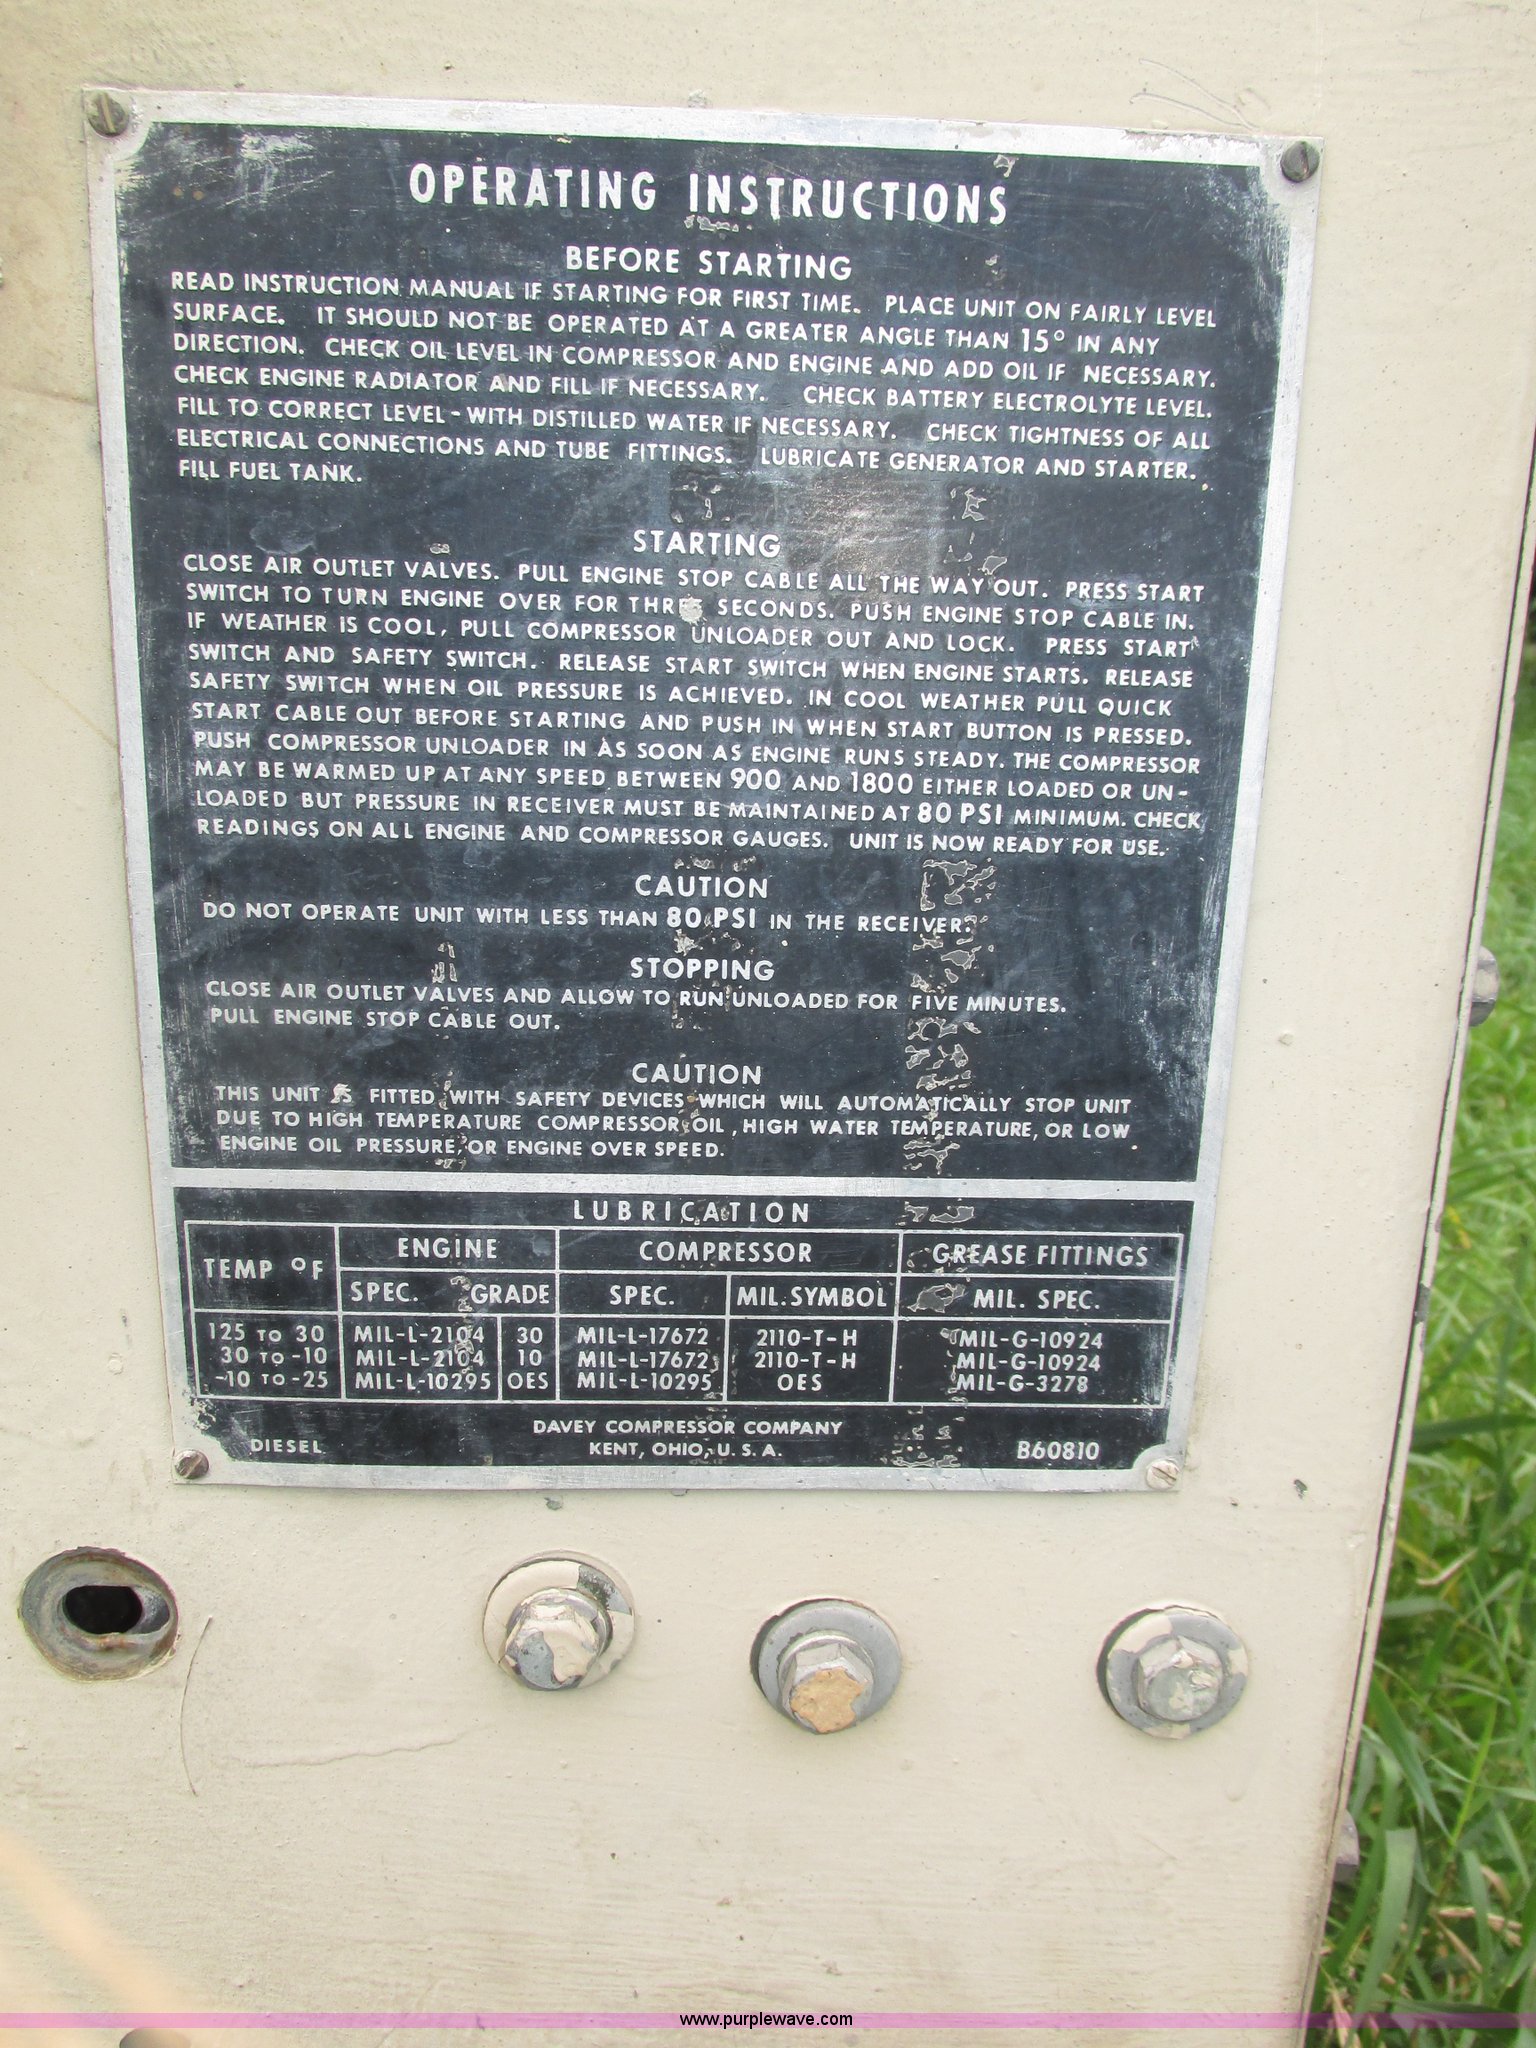 OPERATING INSTRUCTIONS
BEFORE STARTING
READ INSTRUCTION MANUAL IF STARTING FOR FIRST TIME. PLACE UNIT ON FAIRLY LEVEL
SURFACE. IT SHOULD NOT BE OPERATED AT A GREATER ANGLE THAN 15° IN ANY
DIRECTION. CHECK OIL LEVEL IN COMPRESSOR AND ENGINE AND ADD OIL IF NECESSARY.
CHECK ENGINE RADIATOR AND FILL IF NECESSARY. CHECK BATTERY ELECTROLYTE LEVEL.
FILL TO CORRECT LEVEL - WITH DISTILLED WATER IF NECESSARY. CHECK TIGHTNESS OF ALL
ELECTRICAL CONNECTIONS AND TUBE FITTINGS. LUBRICATE GENERATOR AND STARTER.
FILL FUEL TANK.
STARTING
CLOSE AIR OUTLET VALVES. PULL ENGINE STOP CABLE ALL THE WAY OUT. PRESS START
SWITCH TO TURN ENGINE OVER FOR THREE SECONDS. PUSH ENGINE STOP CABLE IN.
IF WEATHER IS COOL, PULL COMPRESSOR UNLOADER OUT AND LOCK. PRESS START
SWITCH AND SAFETY SWITCH. RELEASE START SWITCH WHEN ENGINE STARTS. RELEASE
SAFETY SWITCH WHEN OIL PRESSURE IS ACHIEVED. IN COOL WEATHER PULL QUICK
START CABLE OUT BEFORE STARTING AND PUSH IN WHEN START BUTTON IS PRESSED.
PUSH COMPRESSOR UNLOADER IN AS SOON AS ENGINE RUNS STEADY. THE COMPRESSOR
MAY BE WARMED UP AT ANY SPEED BETWEEN 900 AND 1800 EITHER LOADED OR UN-
LOADED BUT PRESSURE IN RECEIVER MUST BE MAINTAINED AT 80 PSI MINIMUM. CHECK
READINGS ON ALL ENGINE AND COMPRESSOR GAUGES. UNIT IS NOW READY FOR USE.
CAUTION
DO NOT OPERATE UNIT WITH LESS THAN 80 PSI IN THE RECEIVER.
STOPPING
CLOSE AIR OUTLET VALVES AND ALLOW TO RUN UNLOADED FOR FIVE MINUTES.
PULL ENGINE STOP CABLE OUT.
CAUTION
THIS UNIT IS FITTED WITH SAFETY DEVICES WHICH WILL AUTOMATICALLY STOP UNIT
DUE TO HIGH TEMPERATURE COMPRESSOR OIL, HIGH WATER TEMPERATURE, OR LOW
ENGINE OIL PRESSURE, OR ENGINE OVER SPEED.
LUBRICATION
TEMP °F ENGINE COMPRESSOR GREASE FITTINGS
SPEC. GRADE SPEC. MIL. SYMBOL MIL. SPEC.
125 TO 30 MIL-L-2104 30 MIL-L-17672 2110-T-H MIL-G-10924
30 TO -10 MIL-L-2104 10 MIL-L-17672 2110-T-H MIL-G-10924
-10 TO -25 MIL-L-10295 OES MIL-L-10295 OES MIL-G-3278
DAVEY COMPRESSOR COMPANY
DIESEL KENT, OHIO, U. S. A. B60810
www.purplewave.com